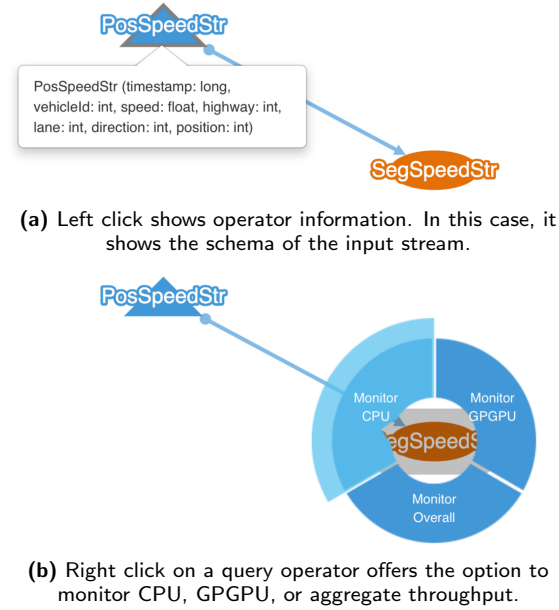 PosSpeedStr
PosSpeedStr (timestamp: long,
vehicleId: int, speed: float, highway: int,
lane: int, direction: int, position: int)
SegSpeedStr
(a) Left click shows operator information. In this case, it
shows the schema of the input stream.
PosSpeedStr
Monitor
CPU
Monitor
GPGPU
SegSpeedS
Monitor
Overall
(b) Right click on a query operator offers the option to
monitor CPU, GPGPU, or aggregate throughput.